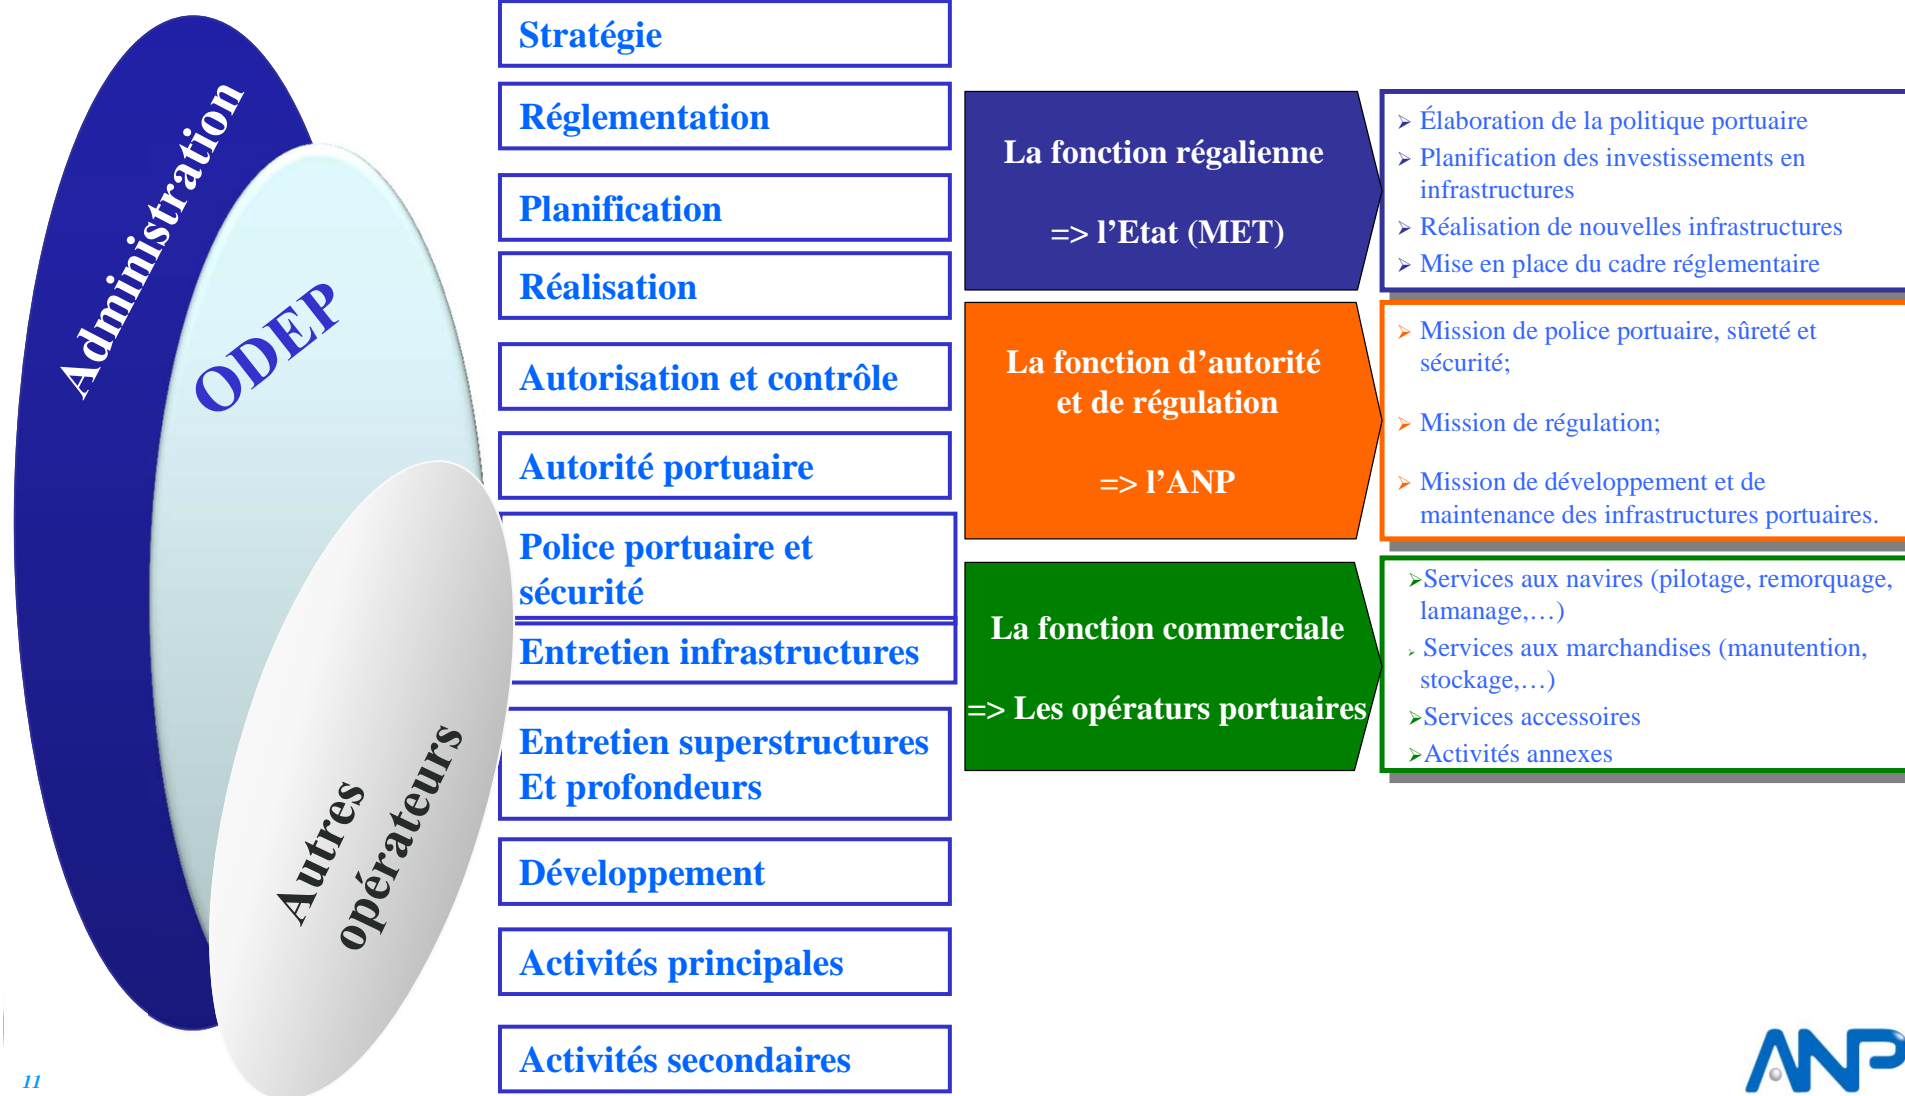 Administration
ODEP
Autres
opérateurs
Stratégie
Réglementation
Planification
Réalisation
Autorisation et contrôle
Autorité portuaire
Police portuaire et
sécurité
Entretien infrastructures
Entretien superstructures
Et profondeurs
Développement
Activités principales
Activités secondaires
La fonction régalienne
=> l’Etat (MET)
➢ Élaboration de la politique portuaire
➢ Planification des investissements en
infrastructures
➢ Réalisation de nouvelles infrastructures
➢ Mise en place du cadre réglementaire
La fonction d’autorité
et de régulation
=> l’ANP
➢ Mission de police portuaire, sûreté et
sécurité;
➢ Mission de régulation;
➢ Mission de développement et de
maintenance des infrastructures portuaires.
La fonction commerciale
=> Les opératurs portuaires
➢Services aux navires (pilotage, remorquage,
lamanage,…)
➢ Services aux marchandises (manutention,
stockage,…)
➢Services accessoires
➢Activités annexes
11
ANP